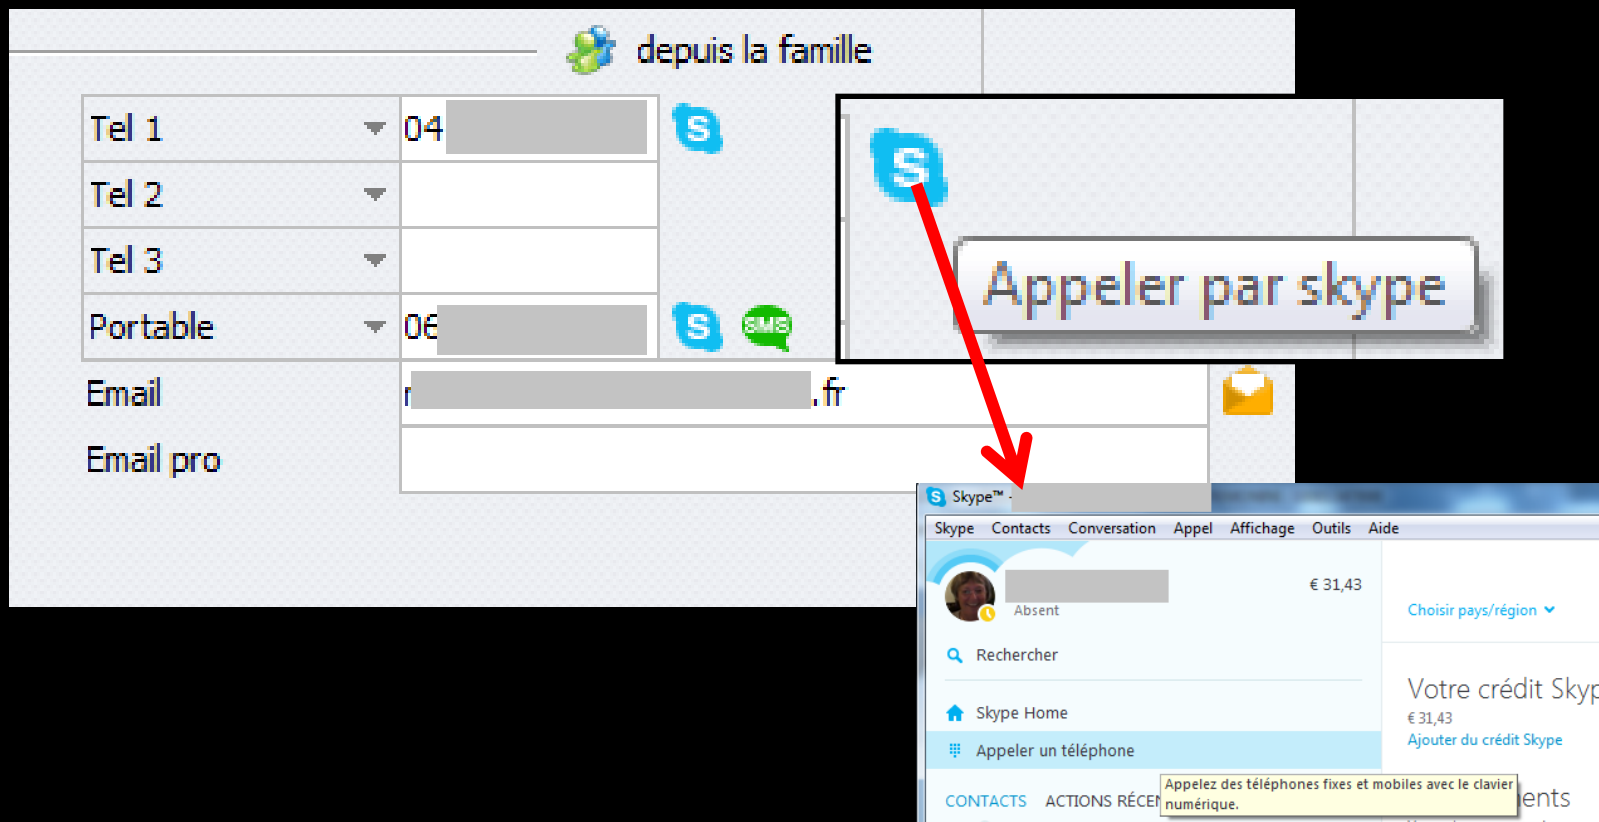 depuis la famille
Tel 1
04
Tel 2
Tel 3
Portable
06
SMS
Email
.fr
Email pro
S
Appeler par skype
Skype™ -
Skype Contacts Conversation Appel Affichage Outils Aide
€ 31,43
Absent
Choisir pays/région
Rechercher
Votre crédit Skyp
€ 31,43
Ajouter du crédit Skype
Skype Home
Appeler un téléphone
Appelez des téléphones fixes et mobiles avec le clavier
numérique.
CONTACTS ACTIONS RÉCEN
ents